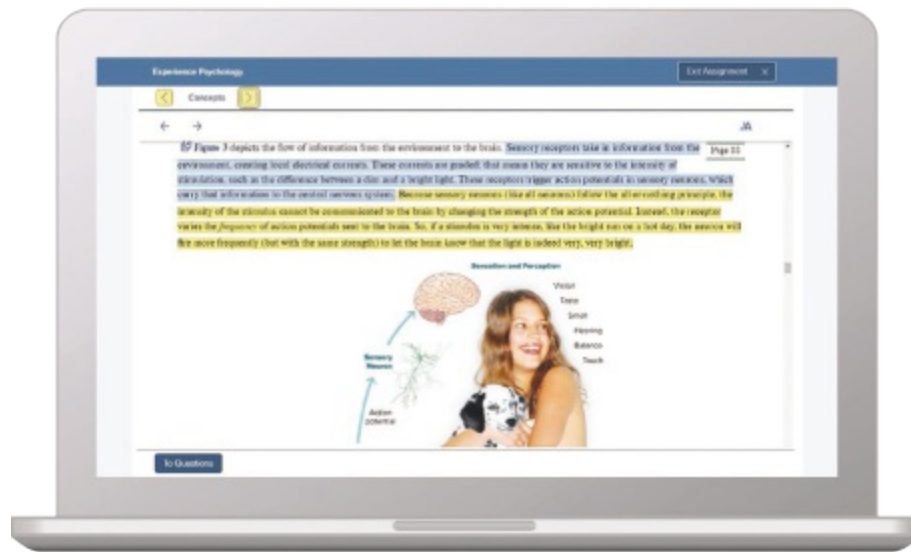 Experience Psychology
Exit Assignment ×
Concepts
Figure 3 depicts the flow of information from the environment to the brain. Sensory receptors take in information from the
Page 83
environment, creating local electrical currents. These currents are graded; that means they are sensitive to the intensity of
stimulation, such as the difference between a dim and a bright light. These receptors trigger action potentials in sensory neurons, which
carry that information to the central nervous system. Because sensory neurons (like all neurons) follow the all-or-nothing principle, the
intensity of the stimulus cannot be communicated to the brain by changing the strength of the action potential. Instead, the receptor
varies the frequency of action potentials sent to the brain. So, if a stimulus is very intense, like the bright sun on a hot day, the neuron will
fire more frequently (but with the same strength) to let the brain know that the light is indeed very, very bright.
Sensation and Perception
Vision
Taste
Smell
Hearing
Balance
Touch
Sensory
Neuron
Action
potential
To Questions